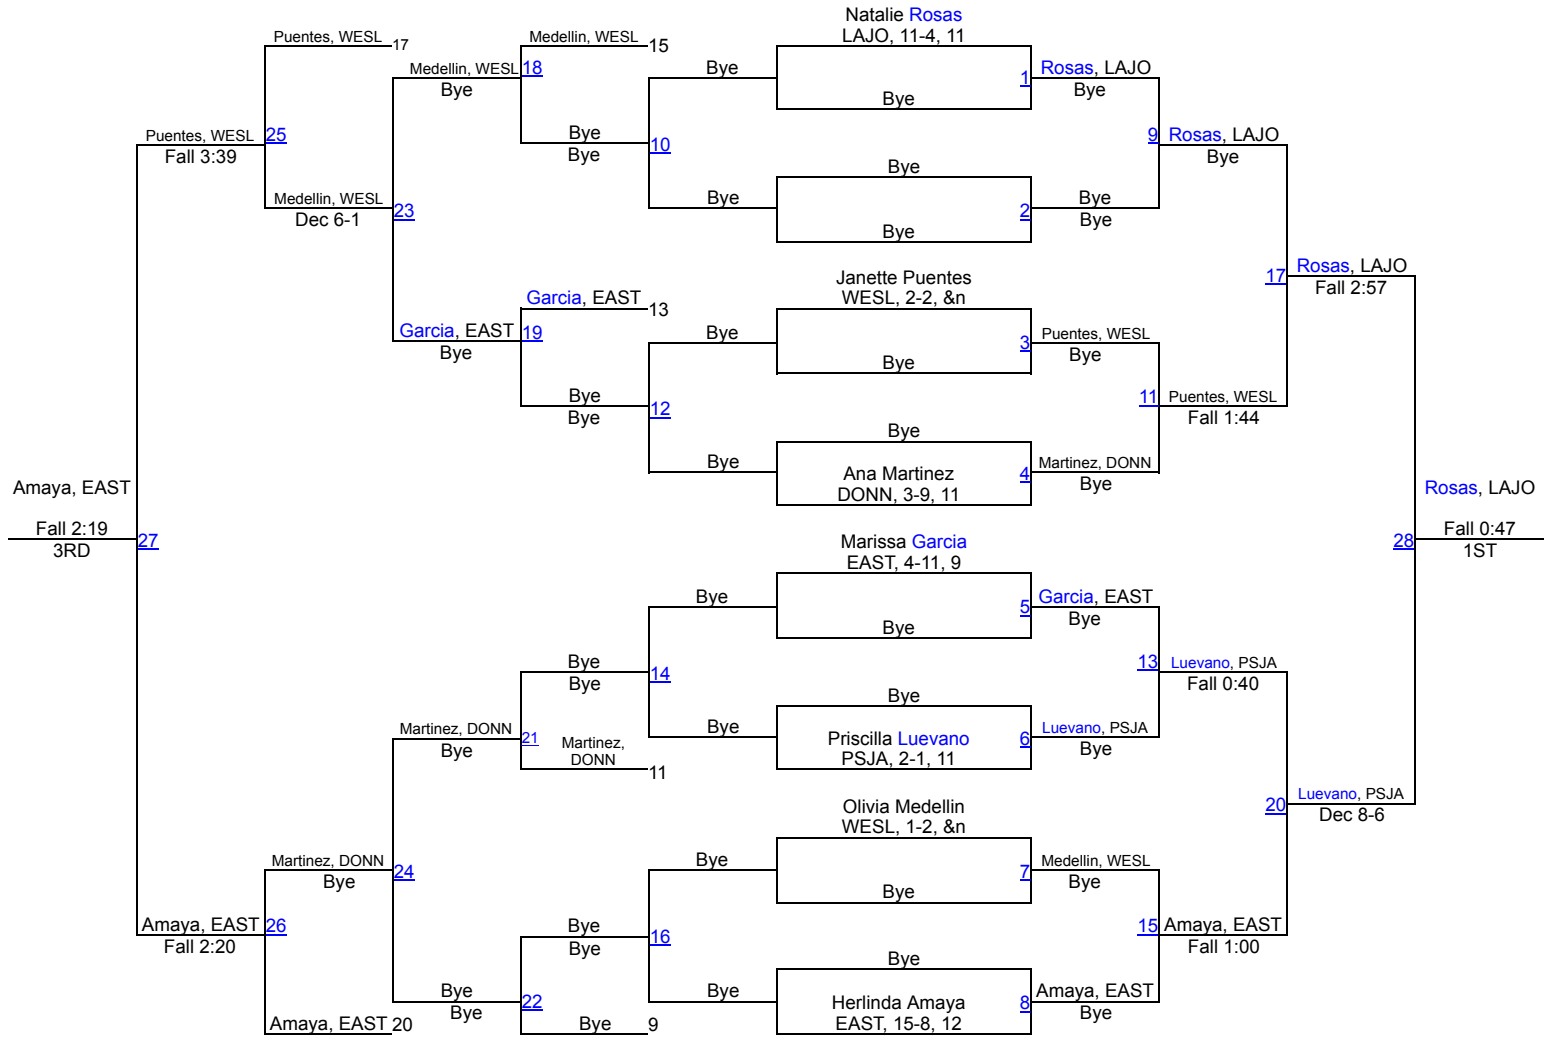 Natalie Rosas
LAJO, 11-4, 11
Puentes, WESL 17
Medellin, WESL 15
Medellin, WESL 18
Bye
Bye
1 Rosas, LAJO
Bye
Bye
Puentes, WESL 25
Fall 3:39
Bye
Bye
10
9 Rosas, LAJO
Bye
Bye
Medellin, WESL 23
Dec 6-1
Bye
2 Bye
Bye
Bye
Janette Puentes
WESL, 2-2, &n
17 Rosas, LAJO
Fall 2:57
Garcia, EAST 13
Garcia, EAST 19
Bye
Bye
3 Puentes, WESL
Bye
Bye
Bye
Bye
12
11 Puentes, WESL
Fall 1:44
Bye
Bye
Ana Martinez
DONN, 3-9, 11
4 Martinez, DONN
Bye
Amaya, EAST
Fall 2:19
3RD
27
Rosas, LAJO
28 Fall 0:47
1ST
Marissa Garcia
EAST, 4-11, 9
Bye
5 Garcia, EAST
Bye
Bye
Bye
Bye
14
13 Luevano, PSJA
Fall 0:40
Bye
Martinez, DONN 21
Bye
Martinez,
DONN
11
Bye
Priscilla Luevano
PSJA, 2-1, 11
6 Luevano, PSJA
Bye
Olivia Medellin
WESL, 1-2, &n
20 Luevano, PSJA
Dec 8-6
Martinez, DONN 24
Bye
Bye
7 Medellin, WESL
Bye
Bye
Amaya, EAST 26
Fall 2:20
Bye
Bye
16
15 Amaya, EAST
Fall 1:00
Bye
Bye
Bye
22
Bye
Herlinda Amaya
EAST, 15-8, 12
8 Amaya, EAST
Bye
Amaya, EAST 20
Bye 9